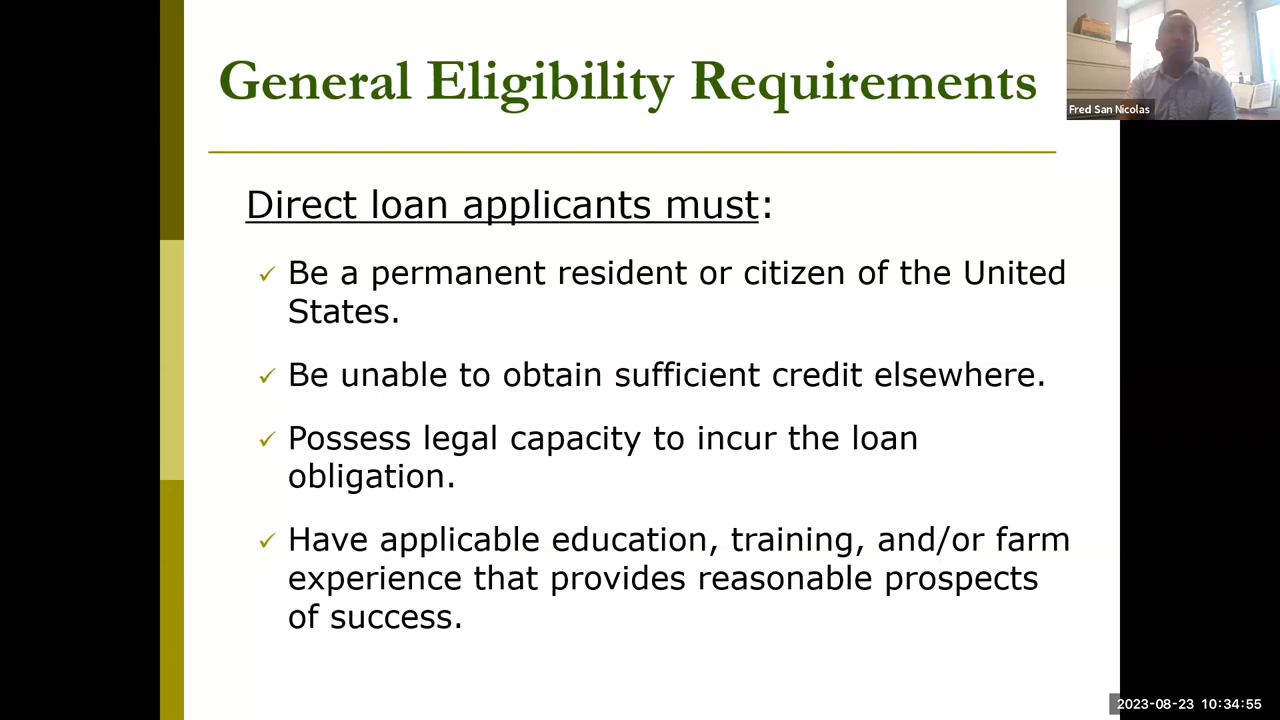 General Eligibility Requirements
Fred San Nicolas
Direct loan applicants must:
✓ Be a permanent resident or citizen of the United
States.
✓ Be unable to obtain sufficient credit elsewhere.
✓ Possess legal capacity to incur the loan
obligation.
✓ Have applicable education, training, and/or farm
experience that provides reasonable prospects
of success.
2023-08-23 10:34:55